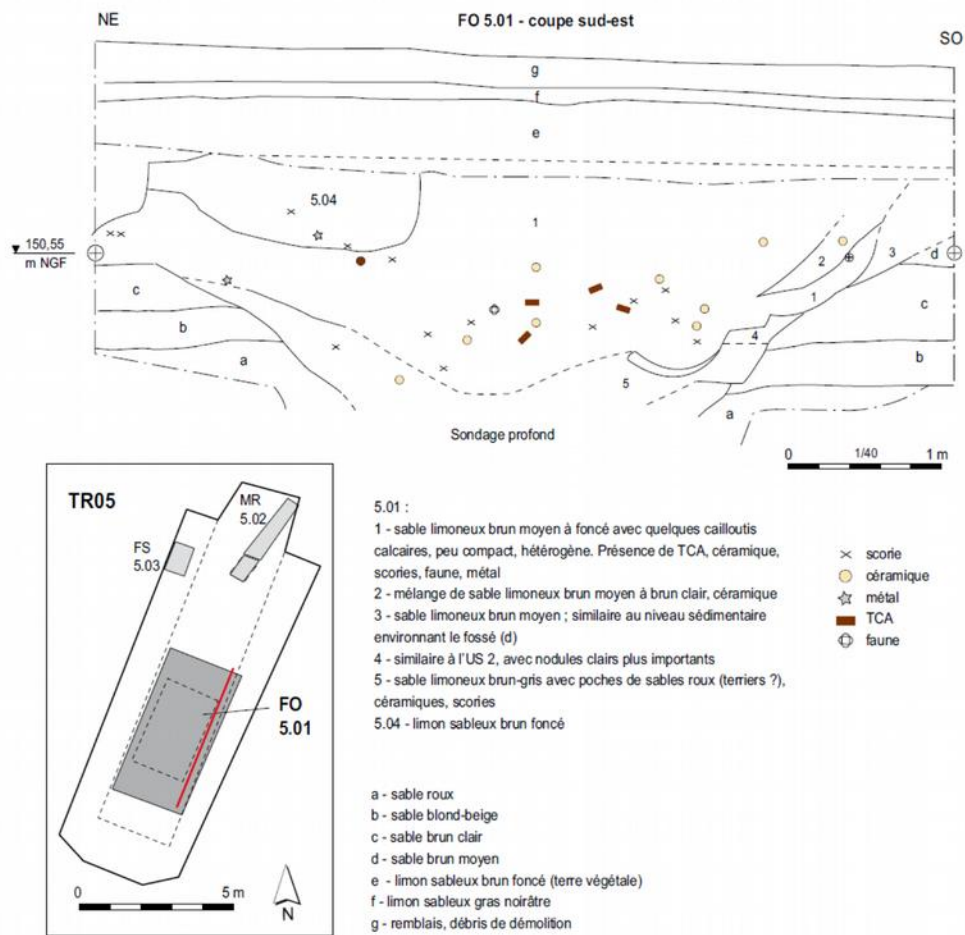 NE
FO 5.01 - coupe sud-est
SO
g
f
e
5.04
1
150,55
m NGF
2
3
d
c
c
1
b
4
b
a
5
a
Sondage profond
0 1/40 1 m
TR05
MR
5.02
FS
5.03
FO
5.01
0 5 m
N
5.01 :
1 - sable limoneux brun moyen à foncé avec quelques cailloutis
calcaires, peu compact, hétérogène. Présence de TCA, céramique,
scories, faune, métal
2 - mélange de sable limoneux brun moyen à brun clair, céramique
3 - sable limoneux brun moyen ; similaire au niveau sédimentaire
environnant le fossé (d)
4 - similaire à l'US 2, avec nodules clairs plus importants
5 - sable limoneux brun-gris avec poches de sables roux (terriers ?),
céramiques, scories
5.04 - limon sableux brun foncé
scorie
céramique
métal
TCA
faune
a - sable roux
b - sable blond-beige
c - sable brun clair
d - sable brun moyen
e - limon sableux brun foncé (terre végétale)
f - limon sableux gras noirâtre
g - remblais, débris de démolition